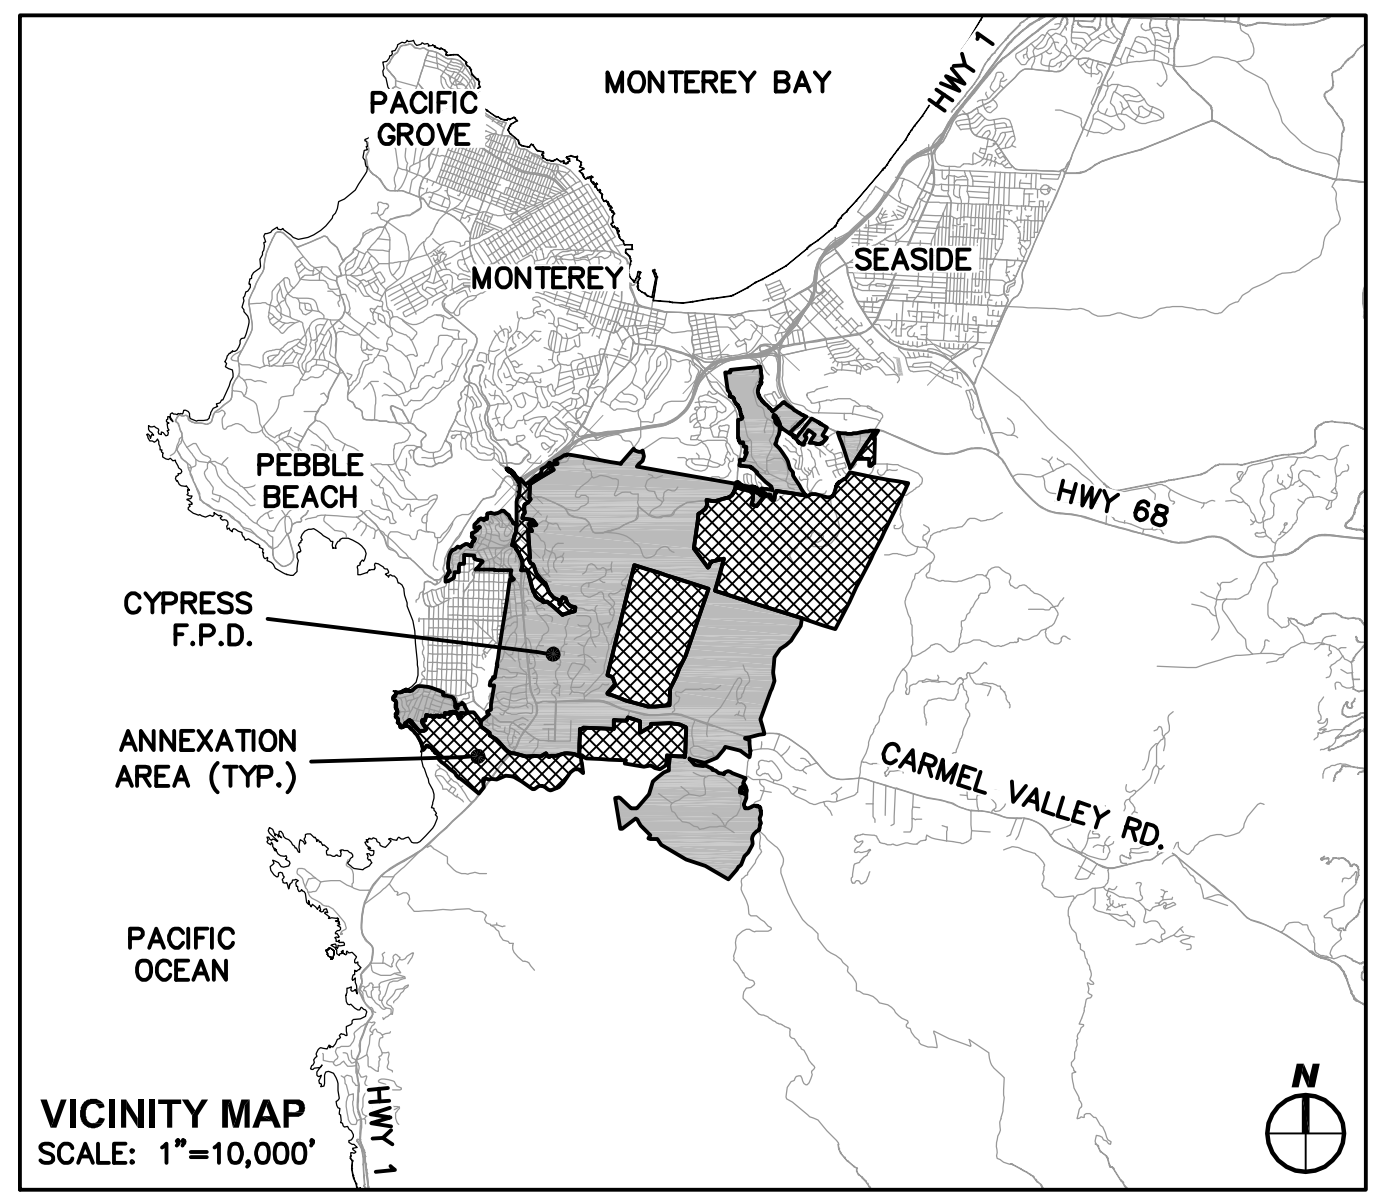 MONTEREY BAY
HWY 1
PACIFIC
GROVE
SEASIDE
MONTEREY
PEBBLE
BEACH
HWY 68
CYPRESS
F.P.D.
ANNEXATION
AREA (TYP.)
CARMEL VALLEY RD.
PACIFIC
OCEAN
HWY 1
N
VICINITY MAP
SCALE: 1"=10,000'